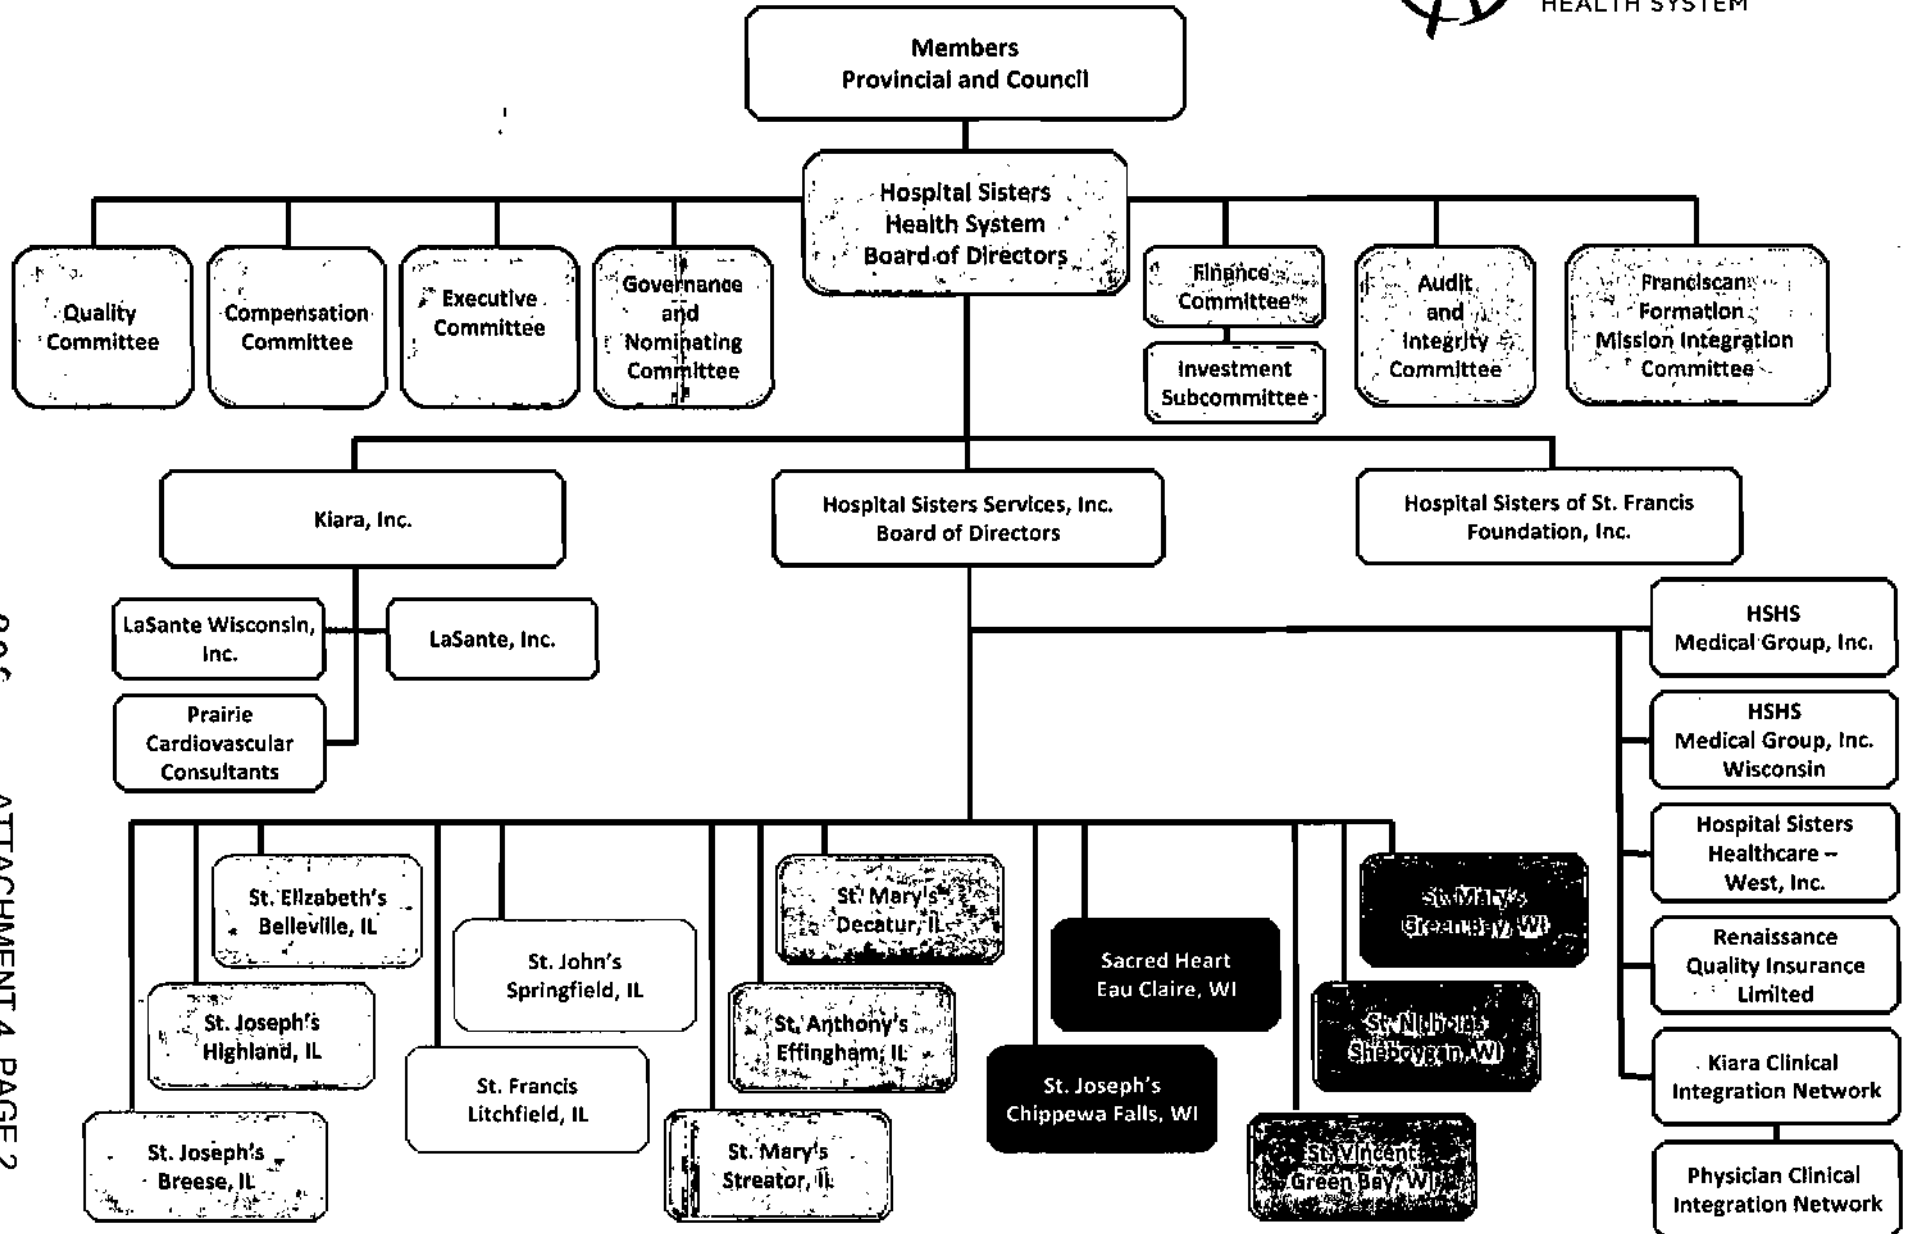 HEALTH SYSTEM
Members
Provincial and Council
Hospital Sisters
Health System
Board of Directors
Quality
Committee
Compensation
Committee
Executive
Committee
Governance
and
Nominating
Committee
Finance
Committee
Investment
Subcommittee
Audit
and
Integrity
Committee
Franciscan
Formation
Mission Integration
Committee
Kiara, Inc.
Hospital Sisters Services, Inc.
Board of Directors
Hospital Sisters of St. Francis
Foundation, Inc.
LaSante Wisconsin,
Inc.
LaSante, Inc.
Prairie
Cardiovascular
Consultants
HSHS
Medical Group, Inc.
HSHS
Medical Group, Inc.
Wisconsin
Hospital Sisters
Healthcare –
West, Inc.
Renaissance
Quality Insurance
Limited
Kiara Clinical
Integration Network
Physician Clinical
Integration Network
St. Elizabeth's
Belleville, IL
St. Joseph's
Highland, IL
St. Joseph's
Breese, IL
St. John's
Springfield, IL
St. Francis
Litchfield, IL
St. Mary's
Decatur, IL
St. Anthony's
Effingham, IL
St. Mary's
Streator, IL
Sacred Heart
Eau Claire, WI
St. Joseph's
Chippewa Falls, WI
St. Mary's
Green Bay, WI
St. Nicholas
Sheboygan, WI
St. Vincent
Green Bay, WI
ATTACHMENT 4 PAGE 2